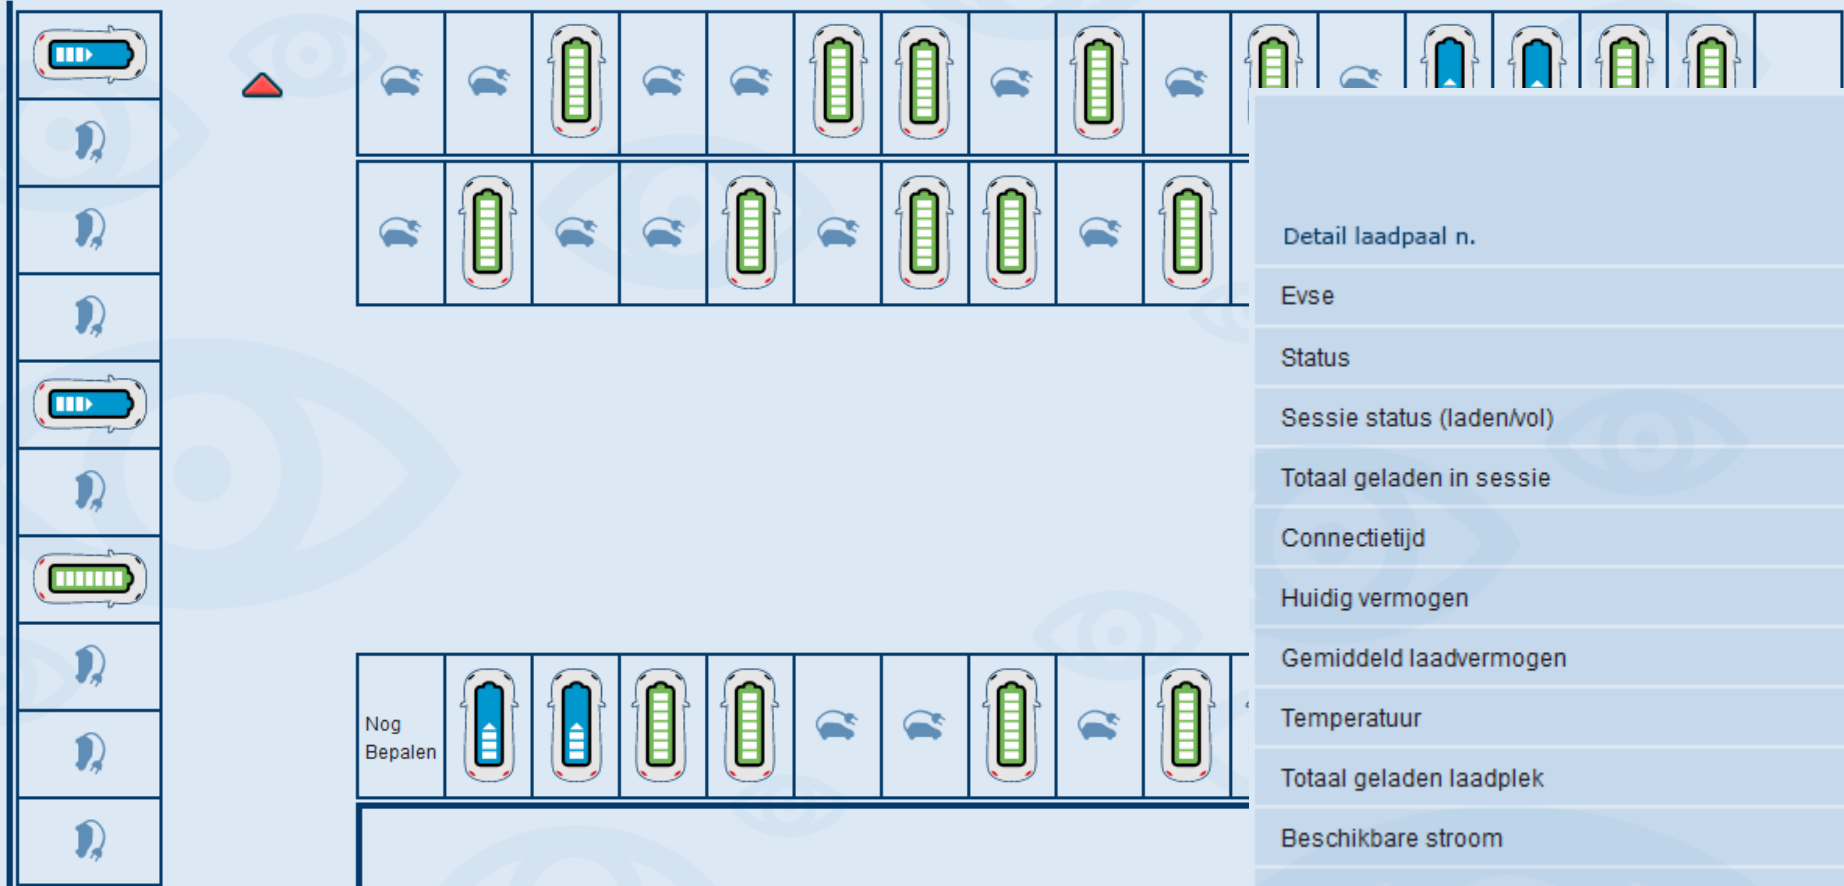 Detail laadpaal n.
Evse
Status
Sessie status (laden/vol)
Totaal geladen in sessie
Connectietijd
Huidig vermogen
Gemiddeld laadvermogen
Temperatuur
Totaal geladen laadplek
Beschikbare stroom
Nog
Bepalen